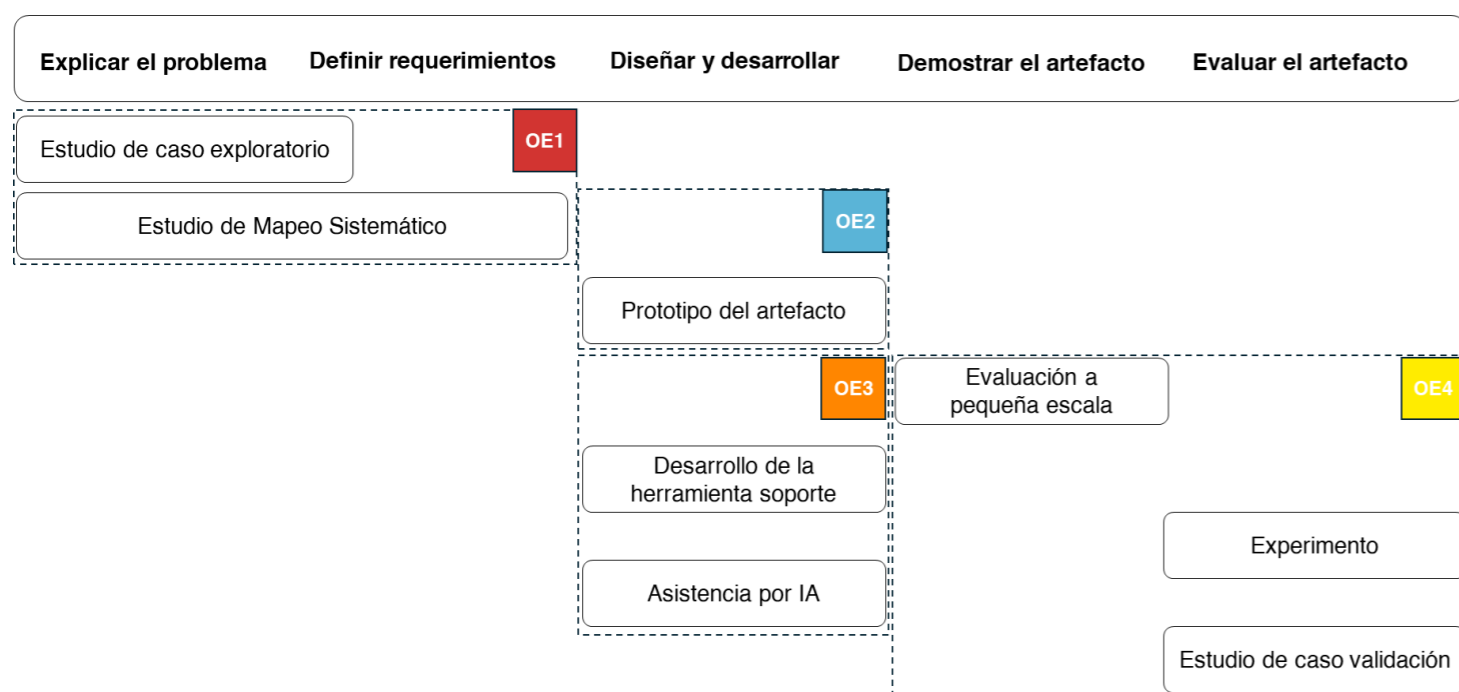 Explicar el problema
Definir requerimientos
Diseñar y desarrollar
Demostrar el artefacto
Evaluar el artefacto
Estudio de caso exploratorio
OE1
Estudio de Mapeo Sistemático
OE2
Prototipo del artefacto
OE3
Evaluación a
pequeña escala
OE4
Desarrollo de la
herramienta soporte
Experimento
Asistencia por IA
Estudio de caso validación